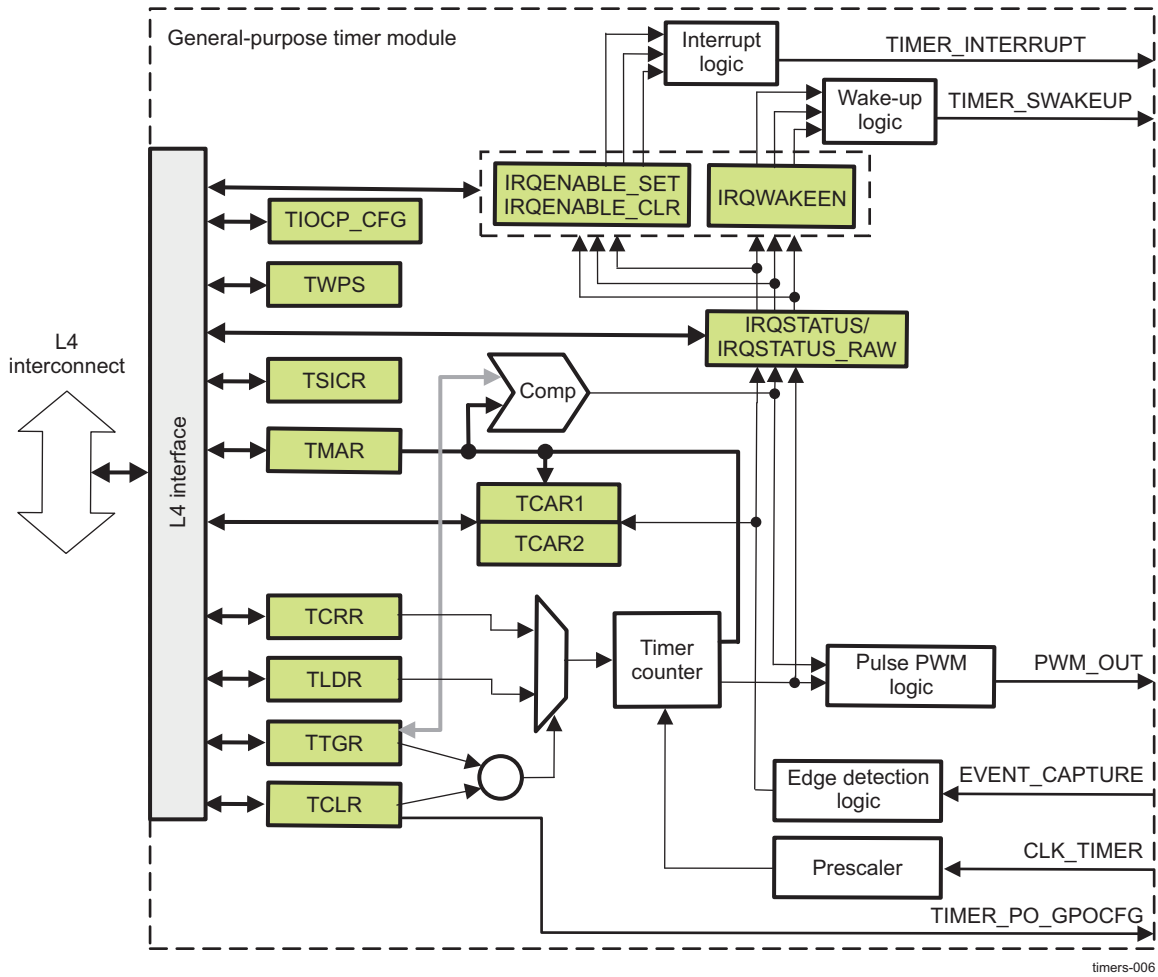 General-purpose timer module
Interrupt
logic
TIMER_INTERRUPT
Wake-up
logic
TIMER_SWAKEUP
IRQENABLE_SET
IRQENABLE_CLR
IRQWAKEEN
TIOCP_CFG
TWPS
IRQSTATUS/
IRQSTATUS_RAW
L4
interconnect
L4 interface
TSICR
Comp
TMAR
TCAR1
TCAR2
TCRR
Timer
counter
TLDR
Pulse PWM
logic
PWM_OUT
TTGR
TCLR
Edge detection
logic
EVENT_CAPTURE
Prescaler
CLK_TIMER
TIMER_PO_GPOCFG
timers-006